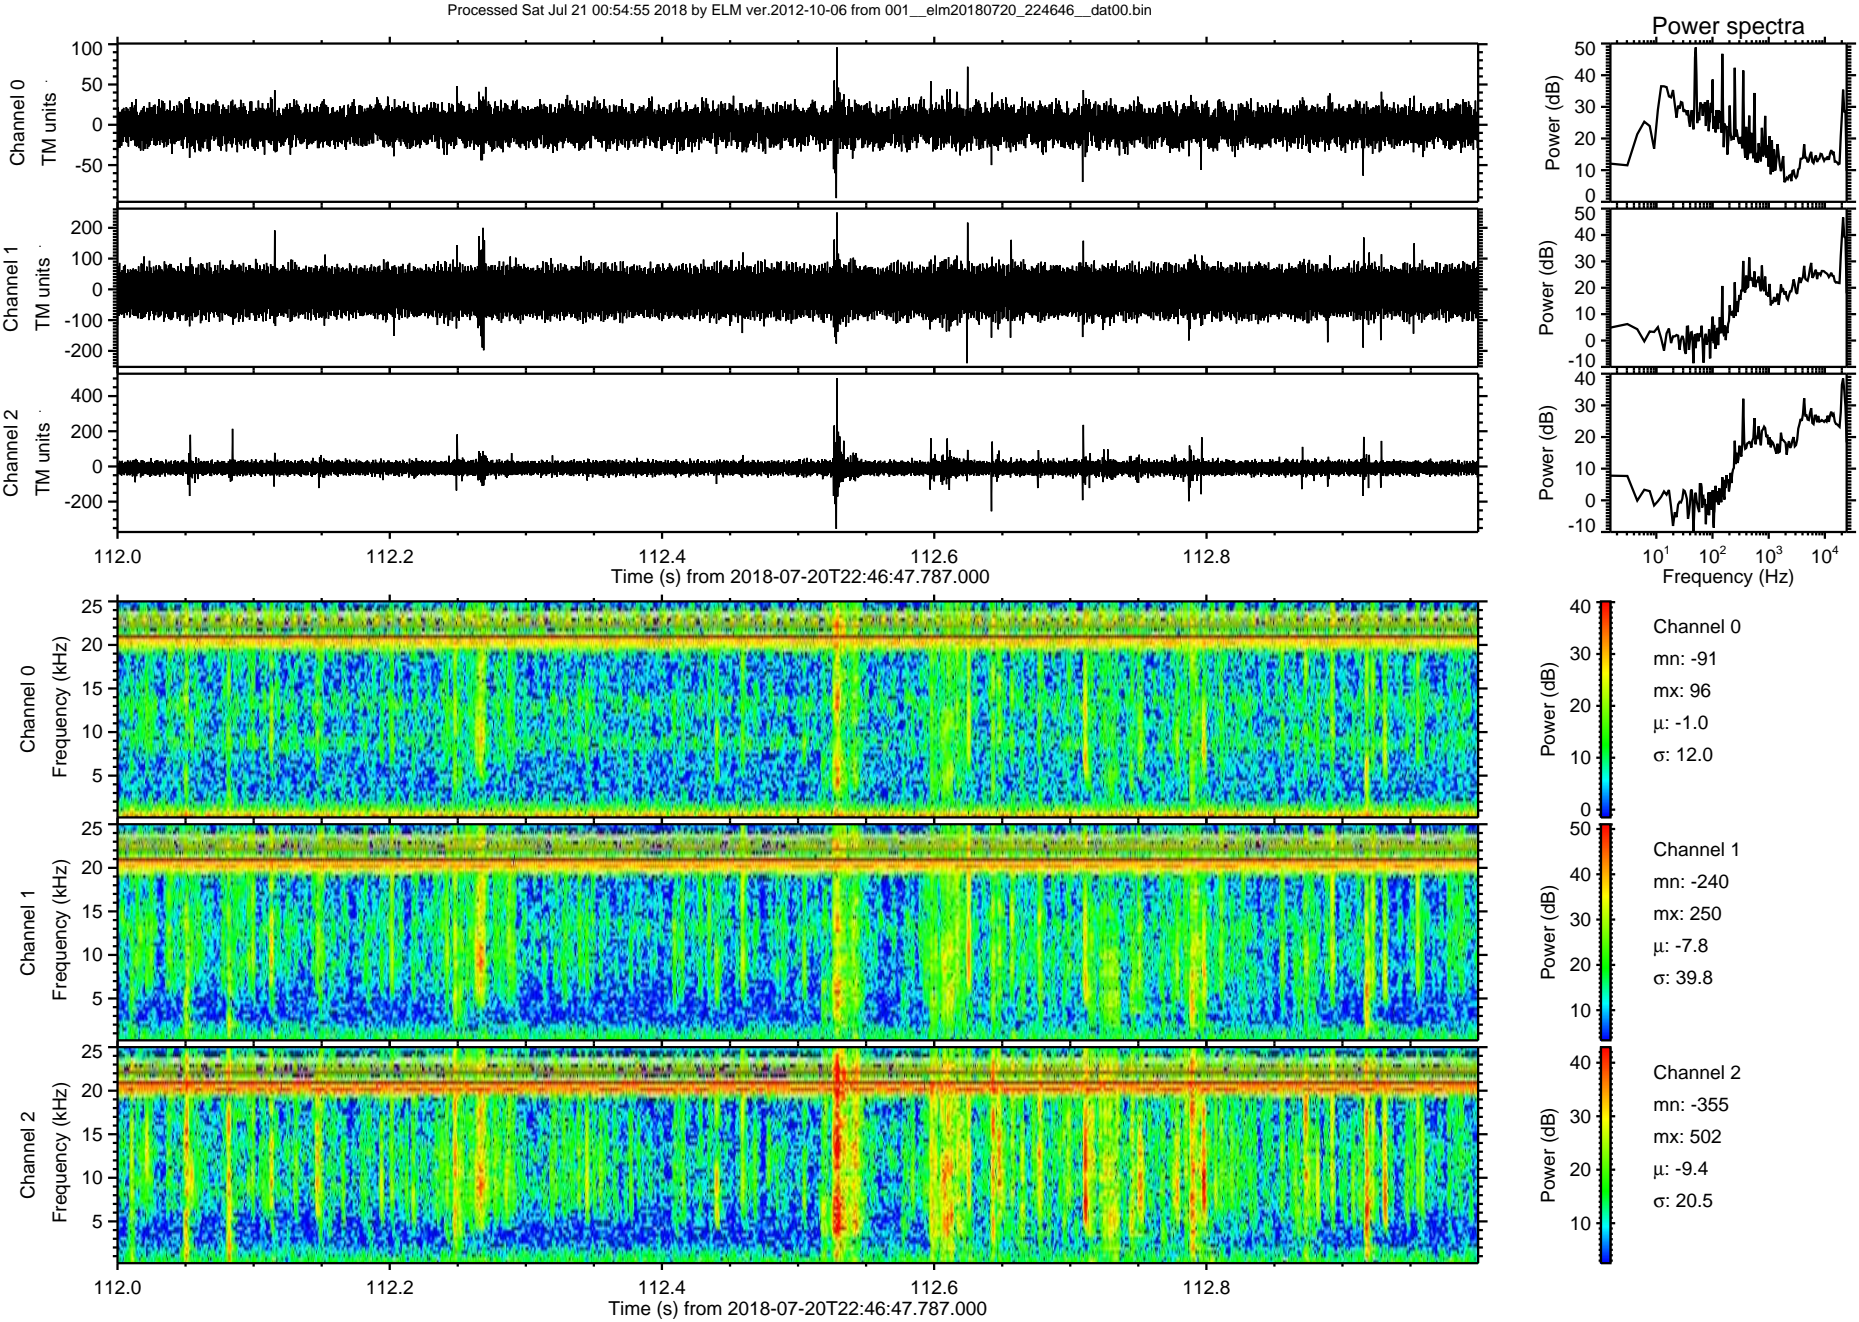 Processed Sat Jul 21 00:54:55 2018 by ELM ver.2012-10-06 from 001__elm20180720_224646__dat00.bin
Power spectra
Channel 0
TM units
100
50
0
-50
Power (dB)
50
40
30
20
10
0
Channel 1
TM units
200
100
0
-100
-200
Power (dB)
50
40
30
20
10
0
-10
Channel 2
TM units
400
200
0
-200
Power (dB)
40
30
20
10
0
-10
112.0 112.2 112.4 112.6 112.8
Time (s) from 2018-07-20T22:46:47.787.000
10¹ 10² 10³ 10⁴
Frequency (Hz)
Channel 0
Frequency (kHz)
25
20
15
10
5
Power (dB)
40
30
20
10
0
Channel 0
mn: -91
mx: 96
μ: -1.0
σ: 12.0
Channel 1
Frequency (kHz)
25
20
15
10
5
Power (dB)
50
40
30
20
10
Channel 1
mn: -240
mx: 250
μ: -7.8
σ: 39.8
Channel 2
Frequency (kHz)
25
20
15
10
5
Power (dB)
40
30
20
10
Channel 2
mn: -355
mx: 502
μ: -9.4
σ: 20.5
112.0 112.2 112.4 112.6 112.8
Time (s) from 2018-07-20T22:46:47.787.000